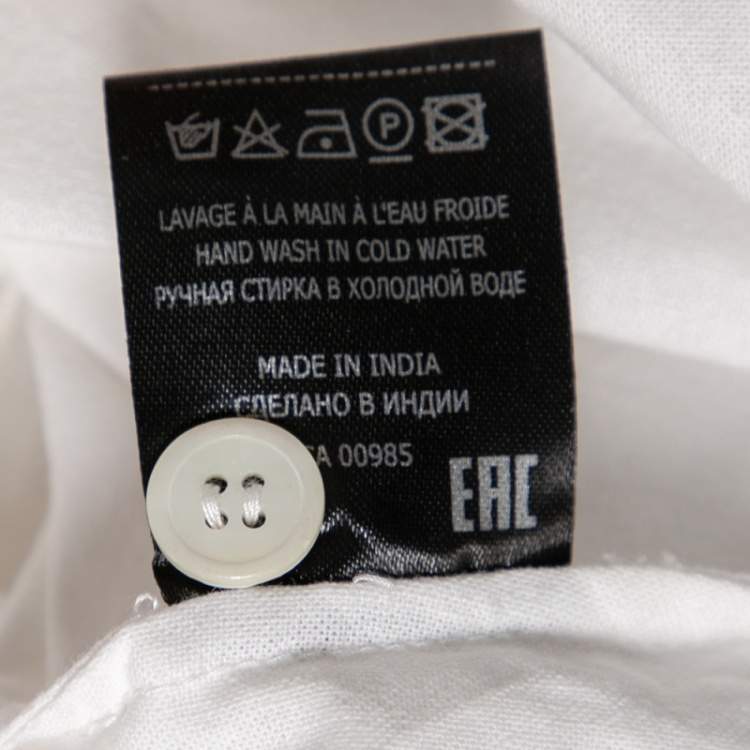 LAVAGE À LA MAIN À L'EAU FROIDE
HAND WASH IN COLD WATER
РУЧНАЯ СТИРКА В ХОЛОДНОЙ ВОДЕ
MADE IN INDIA
СДЕЛАНО В ИНДИИ
00985
EAC